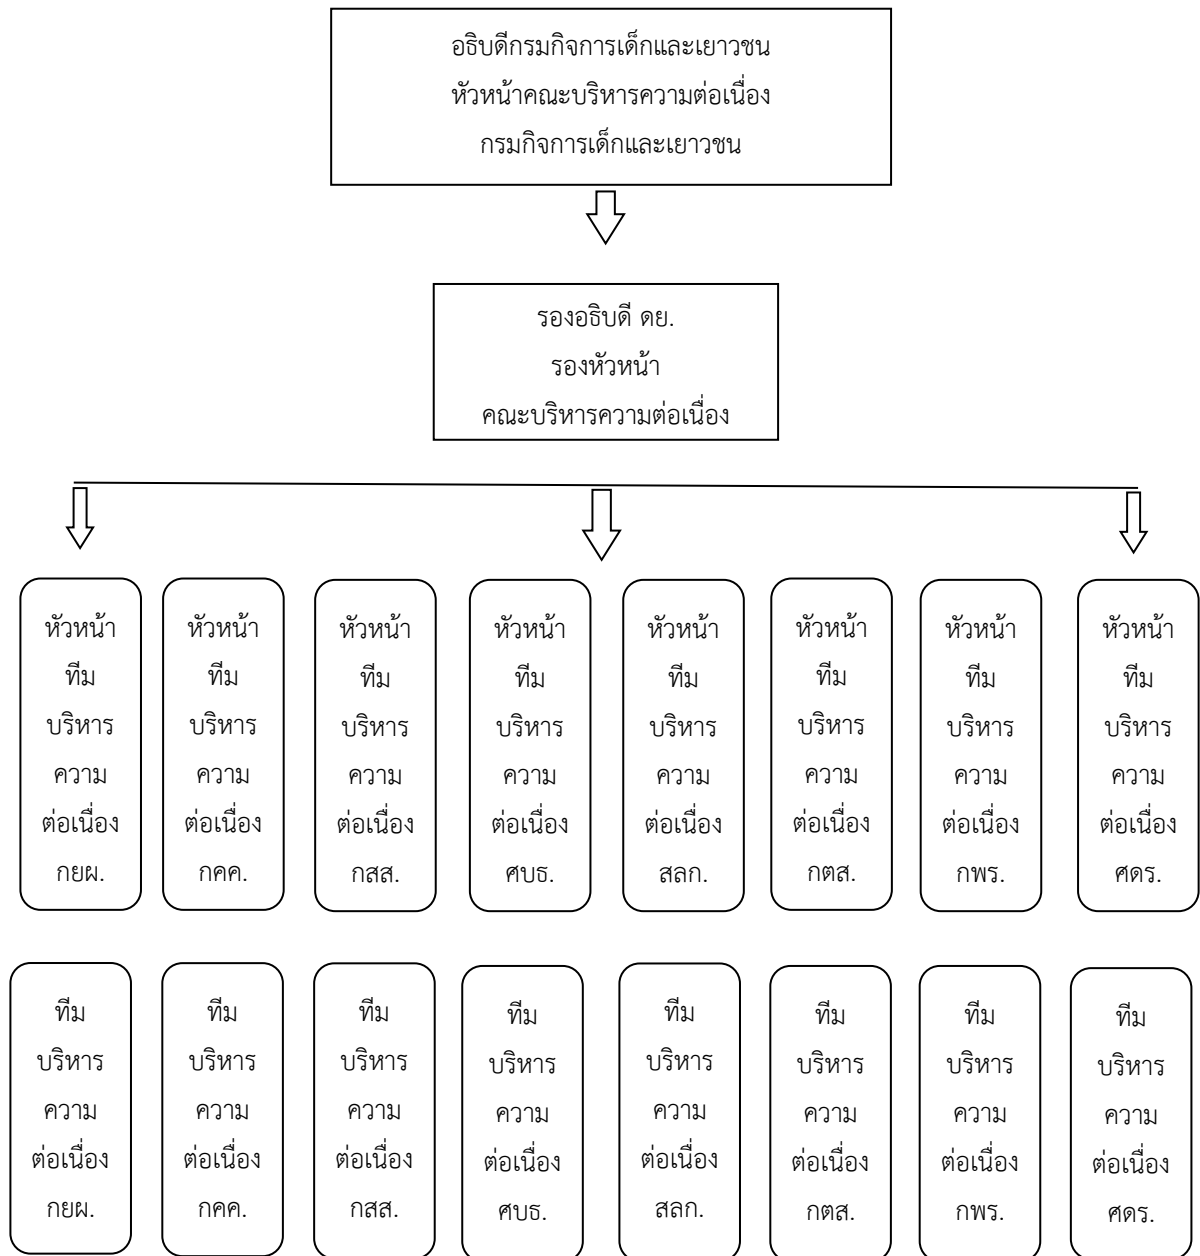 อธิบดีกรมกิจการเด็กและเยาวชน
หัวหน้าคณะบริหารความต่อเนื่อง
กรมกิจการเด็กและเยาวชน
รองอธิบดี ดย.
รองหัวหน้า
คณะบริหารความต่อเนื่อง
หัวหน้า
ทีม
บริหาร
ความ
ต่อเนื่อง
กยผ.
หัวหน้า
ทีม
บริหาร
ความ
ต่อเนื่อง
กคค.
หัวหน้า
ทีม
บริหาร
ความ
ต่อเนื่อง
กสส.
หัวหน้า
ทีม
บริหาร
ความ
ต่อเนื่อง
ศบธ.
หัวหน้า
ทีม
บริหาร
ความ
ต่อเนื่อง
สลก.
หัวหน้า
ทีม
บริหาร
ความ
ต่อเนื่อง
กตส.
หัวหน้า
ทีม
บริหาร
ความ
ต่อเนื่อง
กพร.
หัวหน้า
ทีม
บริหาร
ความ
ต่อเนื่อง
ศดร.
ทีม
บริหาร
ความ
ต่อเนื่อง
กยผ.
ทีม
บริหาร
ความ
ต่อเนื่อง
กคค.
ทีม
บริหาร
ความ
ต่อเนื่อง
กสส.
ทีม
บริหาร
ความ
ต่อเนื่อง
ศบธ.
ทีม
บริหาร
ความ
ต่อเนื่อง
สลก.
ทีม
บริหาร
ความ
ต่อเนื่อง
กตส.
ทีม
บริหาร
ความ
ต่อเนื่อง
กพร.
ทีม
บริหาร
ความ
ต่อเนื่อง
ศดร.